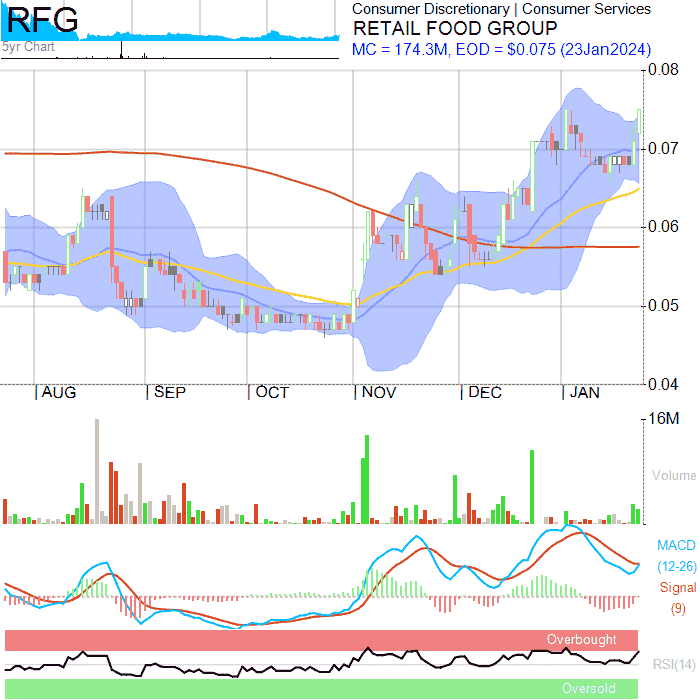 RFG
Consumer Discretionary | Consumer Services
RETAIL FOOD GROUP
5yr Chart
MC = 174.3M, EOD = $0.075 (23Jan2024)
0.08
0.07
0.06
0.05
0.04
|AUG |SEP |OCT |NOV |DEC |JAN
16M
Volume
MACD
(12-26)
Signal
(9)
Overbought
RSI(14)
Oversold